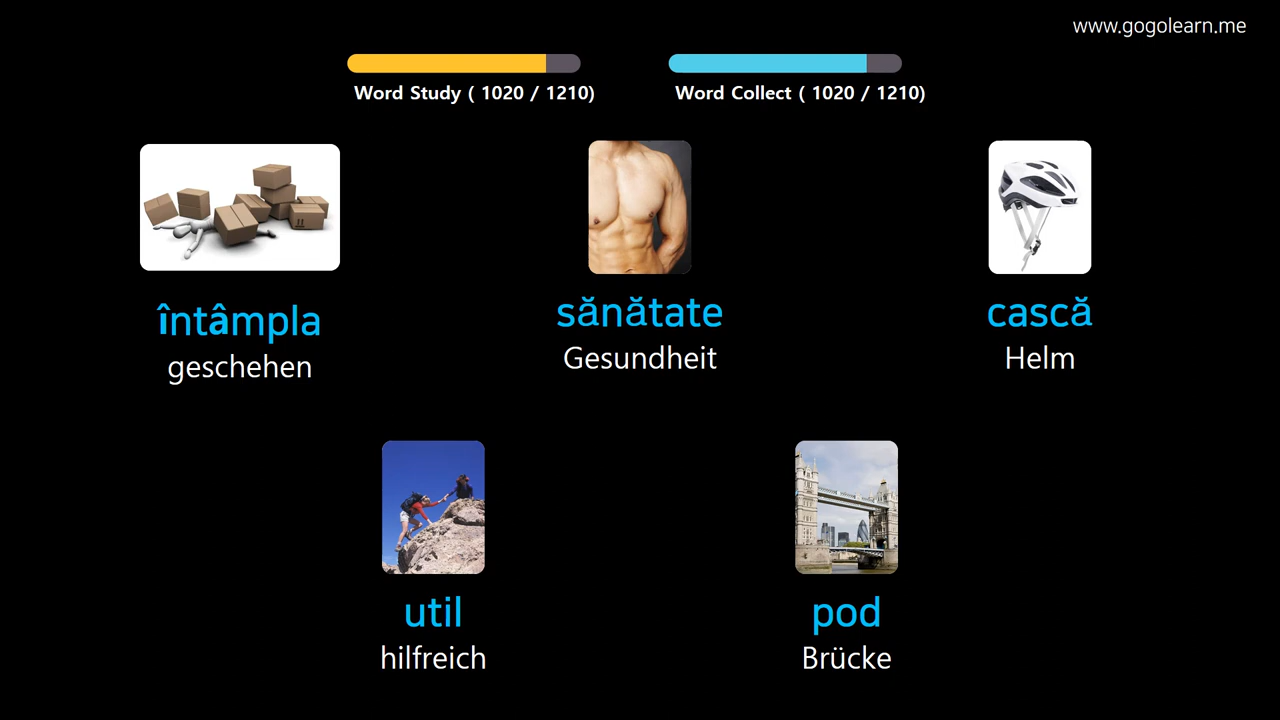 www.gogolearn.me
Word Study ( 1020 / 1210)
Word Collect ( 1020 / 1210)
întâmpla
geschehen
sănătate
Gesundheit
cască
Helm
util
hilfreich
pod
Brücke